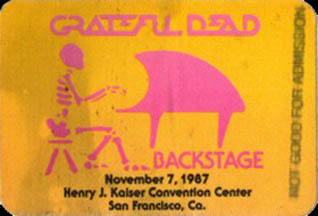 GRATEFUL DEAD
BACKSTAGE
November 7, 1987
Henry J. Kaiser Convention Center
San Francisco, Ca.
NOT GOOD FOR ADMISSION